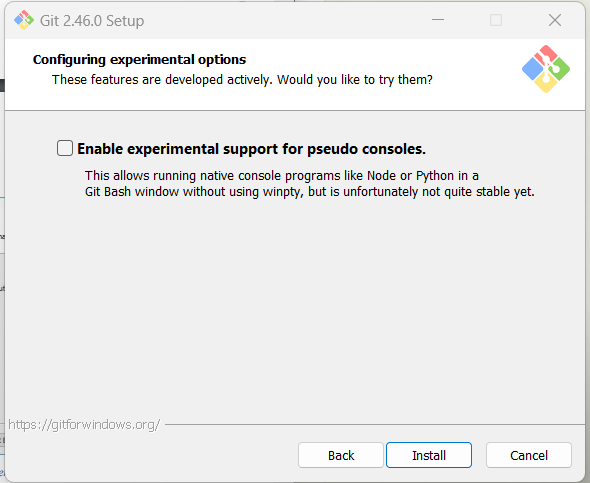 Git 2.46.0 Setup
Configuring experimental options
These features are developed actively. Would you like to try them?
Enable experimental support for pseudo consoles.
This allows running native console programs like Node or Python in a
Git Bash window without using winpty, but is unfortunately not quite stable yet.
https://gitforwindows.org/
Back Install Cancel